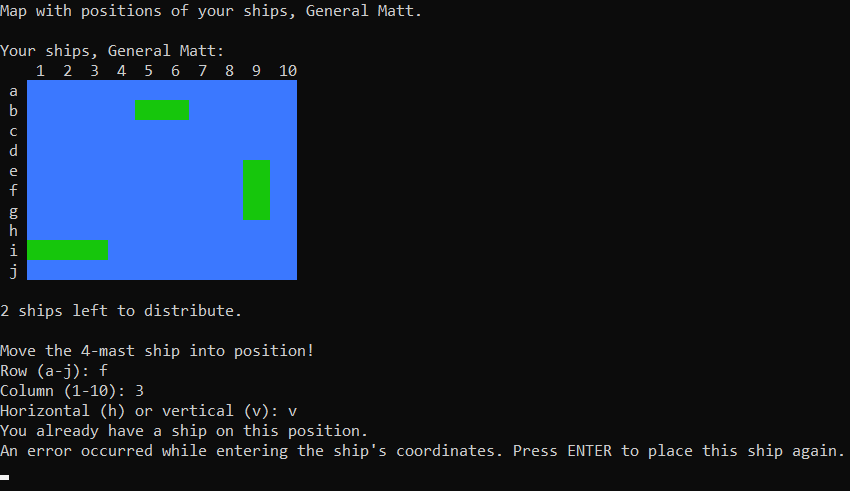 Map with positions of your ships, General Matt.
Your ships, General Matt:
1 2 3 4 5 6 7 8 9 10
a
b
c
d
e
f
g
h
i
j
2 ships left to distribute.
Move the 4-mast ship into position!
Row (a-j): f
Column (1-10): 3
Horizontal (h) or vertical (v): v
You already have a ship on this position.
An error occurred while entering the ship's coordinates. Press ENTER to place this ship again.